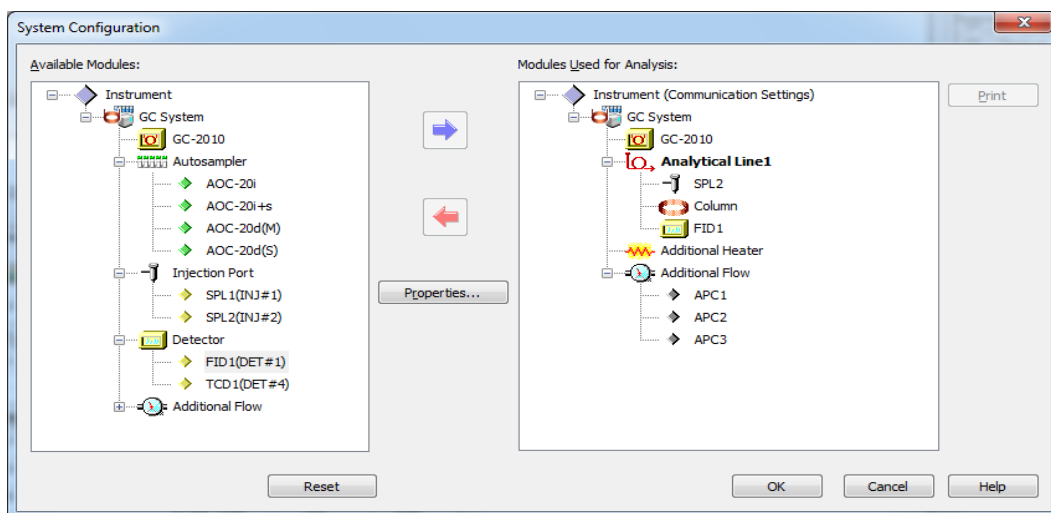 System Configuration
Available Modules:
Instrument
GC System
GC-2010
Autosampler
AOC-20i
AOC-20i+s
AOC-20d(M)
AOC-20d(S)
Injection Port
SPL1(INJ#1)
SPL2(INJ#2)
Detector
FID1(DET#1)
TCD1(DET#4)
Additional Flow
Properties...
Modules Used for Analysis:
Instrument (Communication Settings)
GC System
GC-2010
Analytical Line1
SPL2
Column
FID1
Additional Heater
Additional Flow
APC1
APC2
APC3
Print
Reset
OK
Cancel
Help